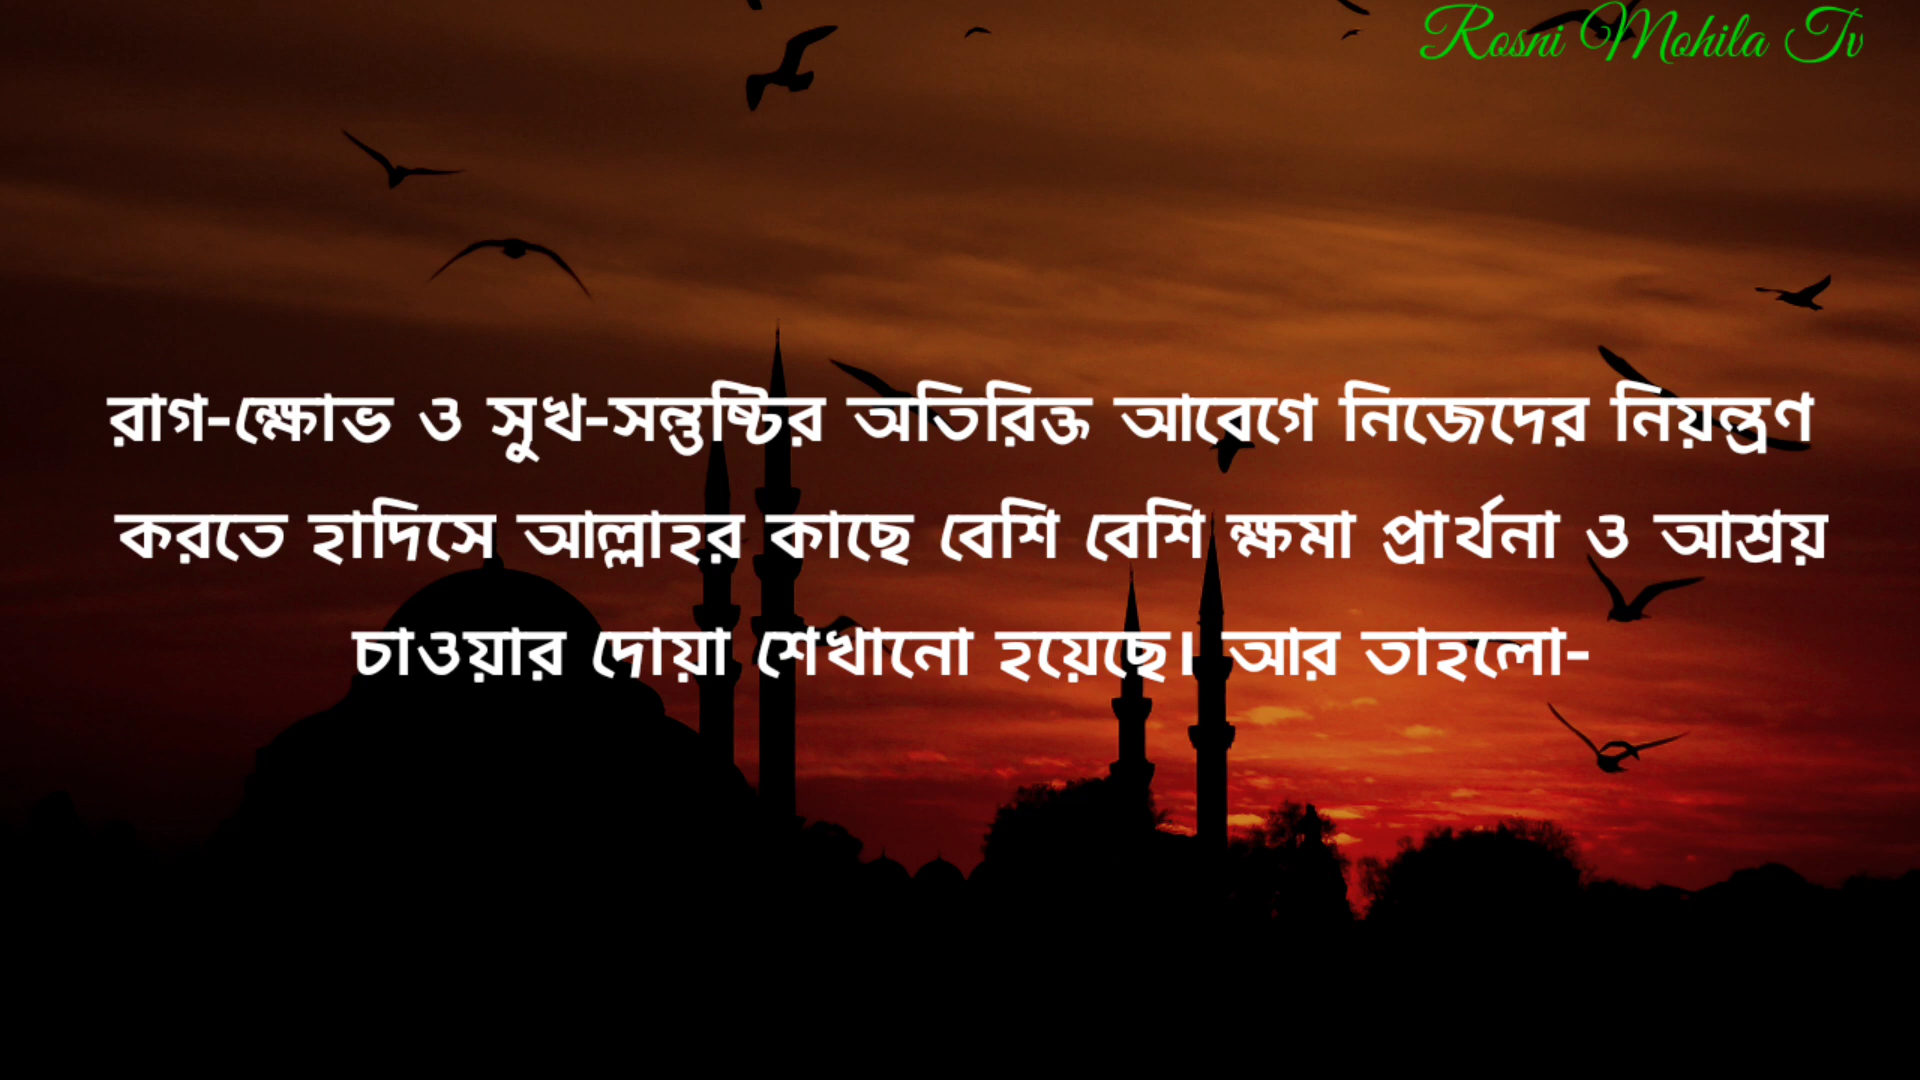 Rosni Mohila Tv
রাগ-ক্ষোভ ও সুখ-সন্তুষ্টির অতিরিক্ত আবেগে নিজেদের নিয়ন্ত্রণ
করতে হাদিসে আল্লাহর কাছে বেশি বেশি ক্ষমা প্রার্থনা ও আশ্রয়
চাওয়ার দোয়া শেখানো হয়েছে। আর তাহলো-